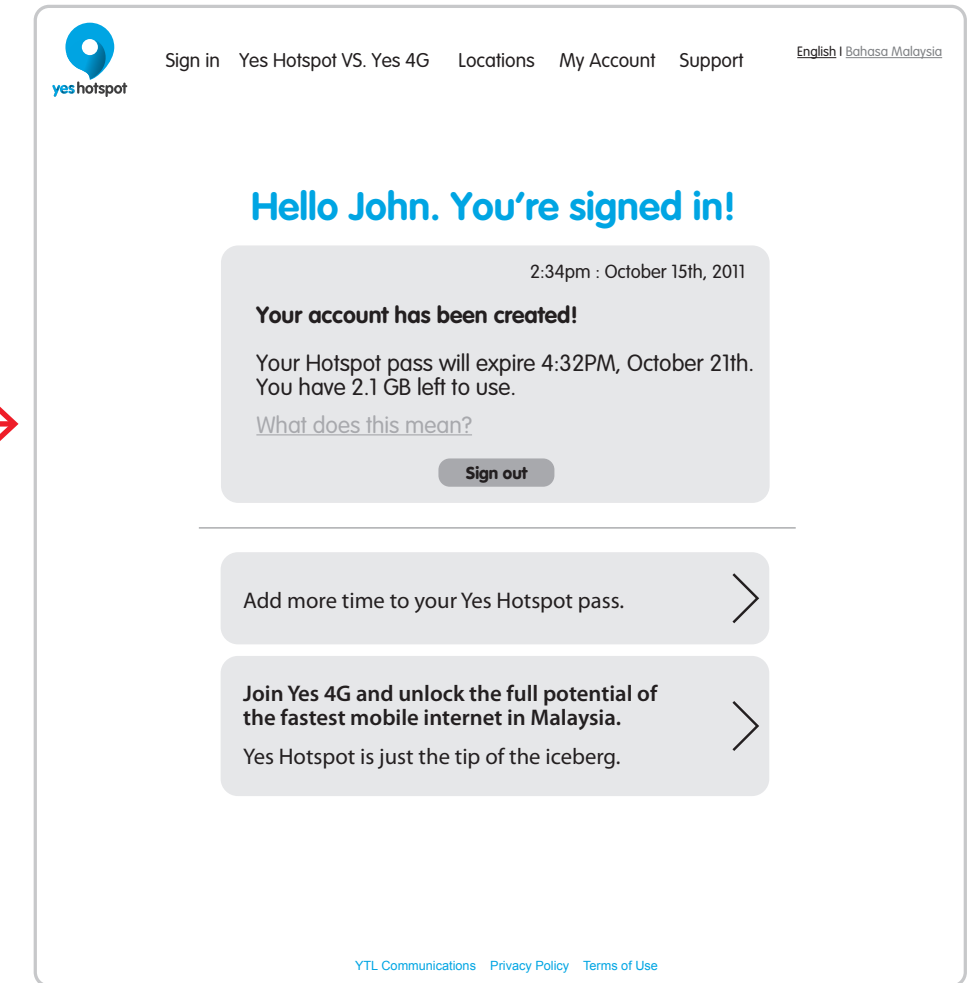 yes hotspot
Sign in Yes Hotspot VS. Yes 4G Locations My Account Support
English I Bahasa Malaysia
Hello John. You're signed in!
2:34pm : October 15th, 2011
Your account has been created!
Your Hotspot pass will expire 4:32PM, October 21th.
You have 2.1 GB left to use.
What does this mean?
Sign out
Add more time to your Yes Hotspot pass.
Join Yes 4G and unlock the full potential of
the fastest mobile internet in Malaysia.
Yes Hotspot is just the tip of the iceberg.
YTL Communications Privacy Policy Terms of Use